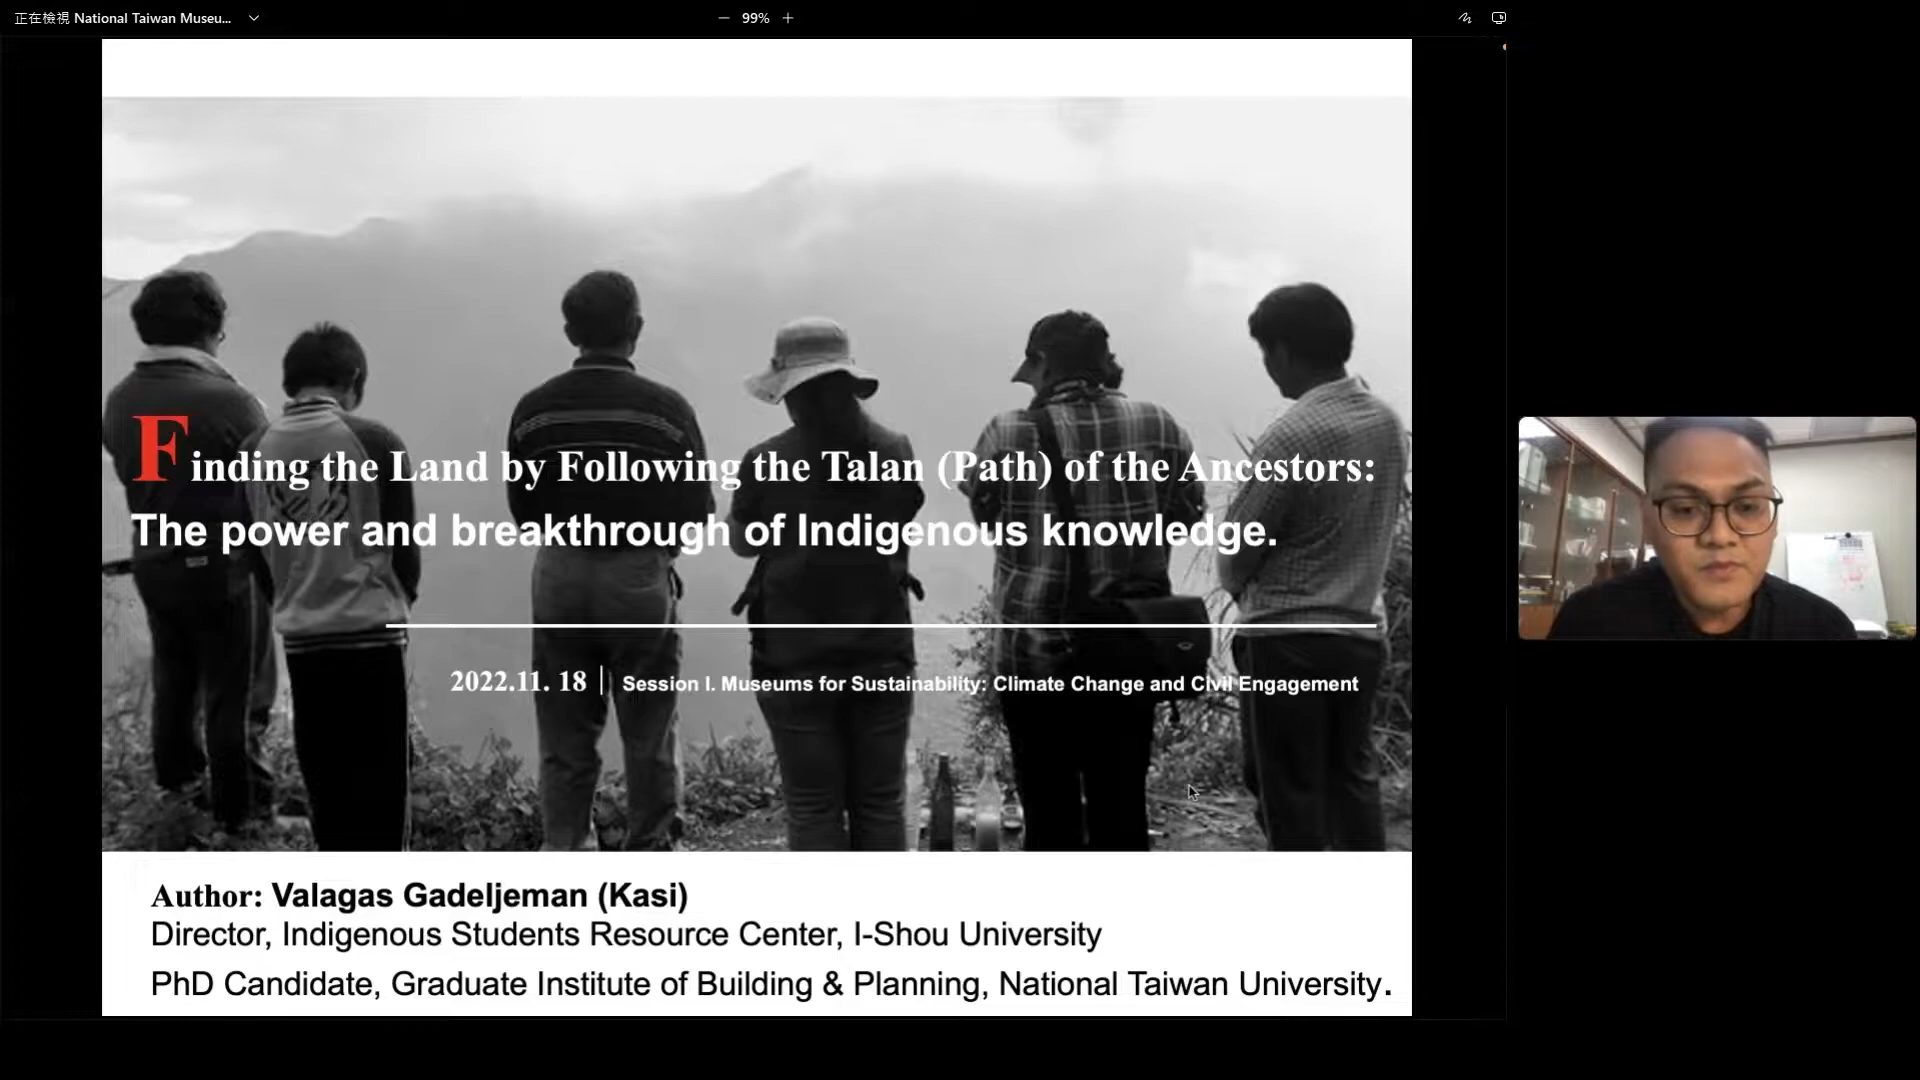 正在檢視 National Taiwan Museu...
99%
Finding the Land by Following the Talan (Path) of the Ancestors:
The power and breakthrough of Indigenous knowledge.
2022.11. 18 | Session I. Museums for Sustainability: Climate Change and Civil Engagement
Author: Valagas Gadeljeman (Kasi)
Director, Indigenous Students Resource Center, I-Shou University
PhD Candidate, Graduate Institute of Building & Planning, National Taiwan University.